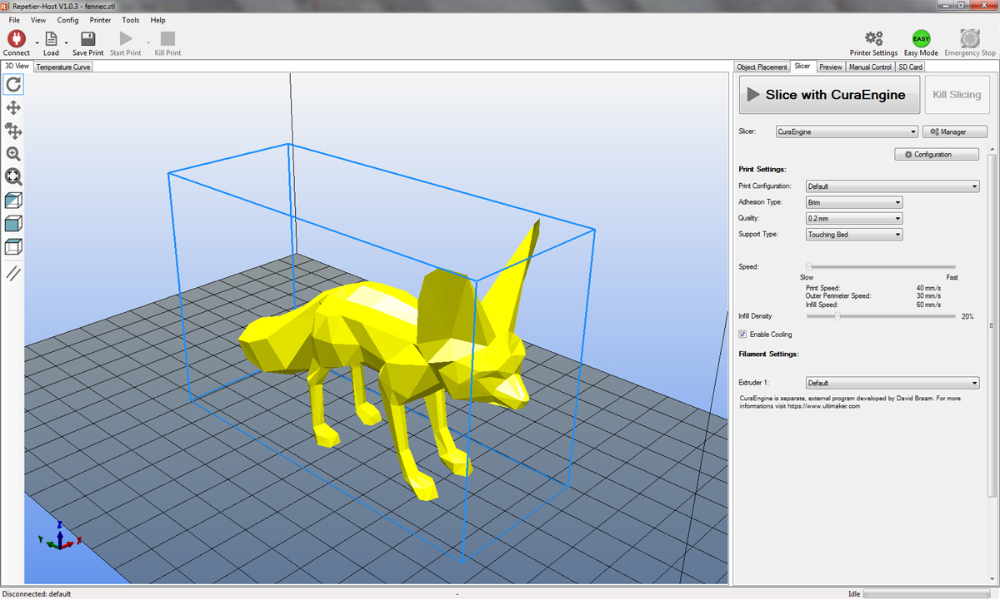 Repetier-Host V1.0.3 - fennec.stl
File View Config Printer Tools Help
Connect Load Save Print Start Print Kill Print Printer Settings EASY Easy Mode Emergency Stop
3D View Temperature Curve
Object Placement Slicer Preview Manual Control SD Card
Slice with CuraEngine Kill Slicing
Slicer: CuraEngine Manager
Configuration
Print Settings:
Print Configuration: Default
Adhesion Type: Brim
Quality: 0.2 mm
Support Type: Touching Bed
Speed:
Slow Fast
Print Speed: 40 mm/s
Outer Perimeter Speed: 30 mm/s
Infill Speed: 60 mm/s
Infill Density 20%
Enable Cooling
Filament Settings:
Extruder 1: Default
CuraEngine is separate, external program developed by David Braam. For more
informations visit https://www.ultimaker.com
Z
Y X
Disconnected: default - Idle